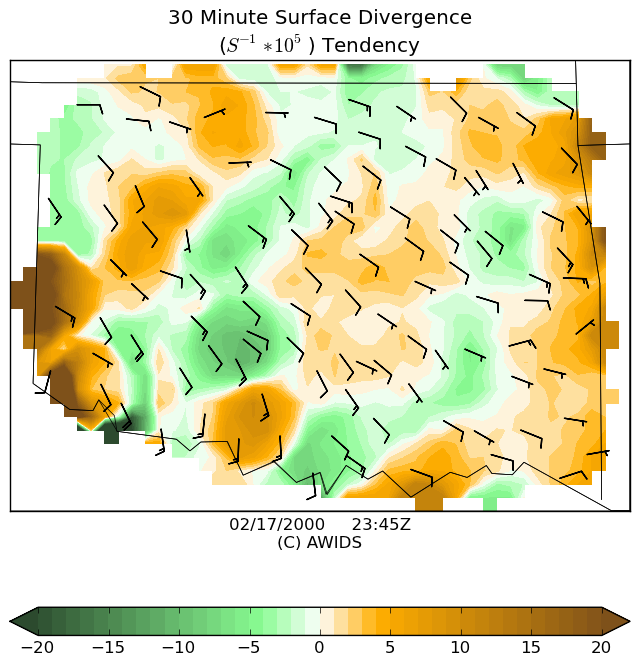 30 Minute Surface Divergence
(S⁻¹ * 10⁵ ) Tendency
02/17/2000 23:45Z
(C) AWIDS
−20 −15 −10 −5 0 5 10 15 20